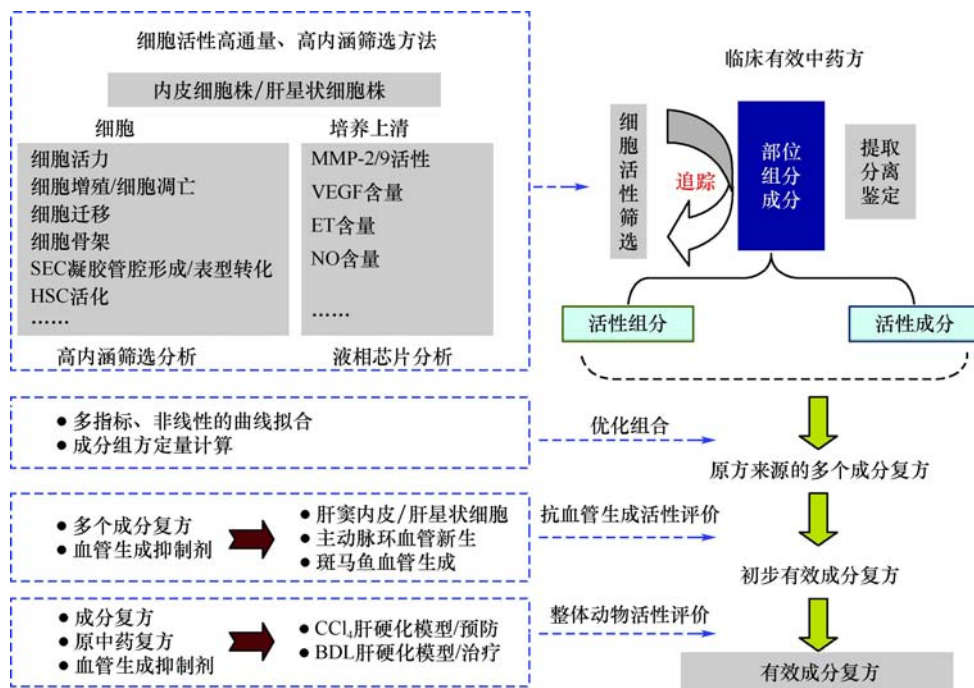 细胞活性高通量、高内涵筛选方法
内皮细胞株/肝星状细胞株
细胞
细胞活力
细胞增殖/细胞凋亡
细胞迁移
细胞骨架
SEC凝胶管腔形成/表型转化
HSC活化
……
高内涵筛选分析
培养上清
MMP-2/9活性
VEGF含量
ET含量
NO含量
……
液相芯片分析
临床有效中药方
细胞活性筛选
追踪
部位
组分
成分
提取
分离
鉴定
活性组分
活性成分
● 多指标、非线性的曲线拟合
● 成分组方定量计算
优化组合
原方来源的多个成分复方
● 多个成分复方
● 血管生成抑制剂
● 肝窦内皮/肝星状细胞
● 主动脉环血管新生
● 斑马鱼血管生成
抗血管生成活性评价
初步有效成分复方
● 成分复方
● 原中药复方
● 血管生成抑制剂
● CCl₄肝硬化模型/预防
● BDL肝硬化模型/治疗
整体动物活性评价
有效成分复方